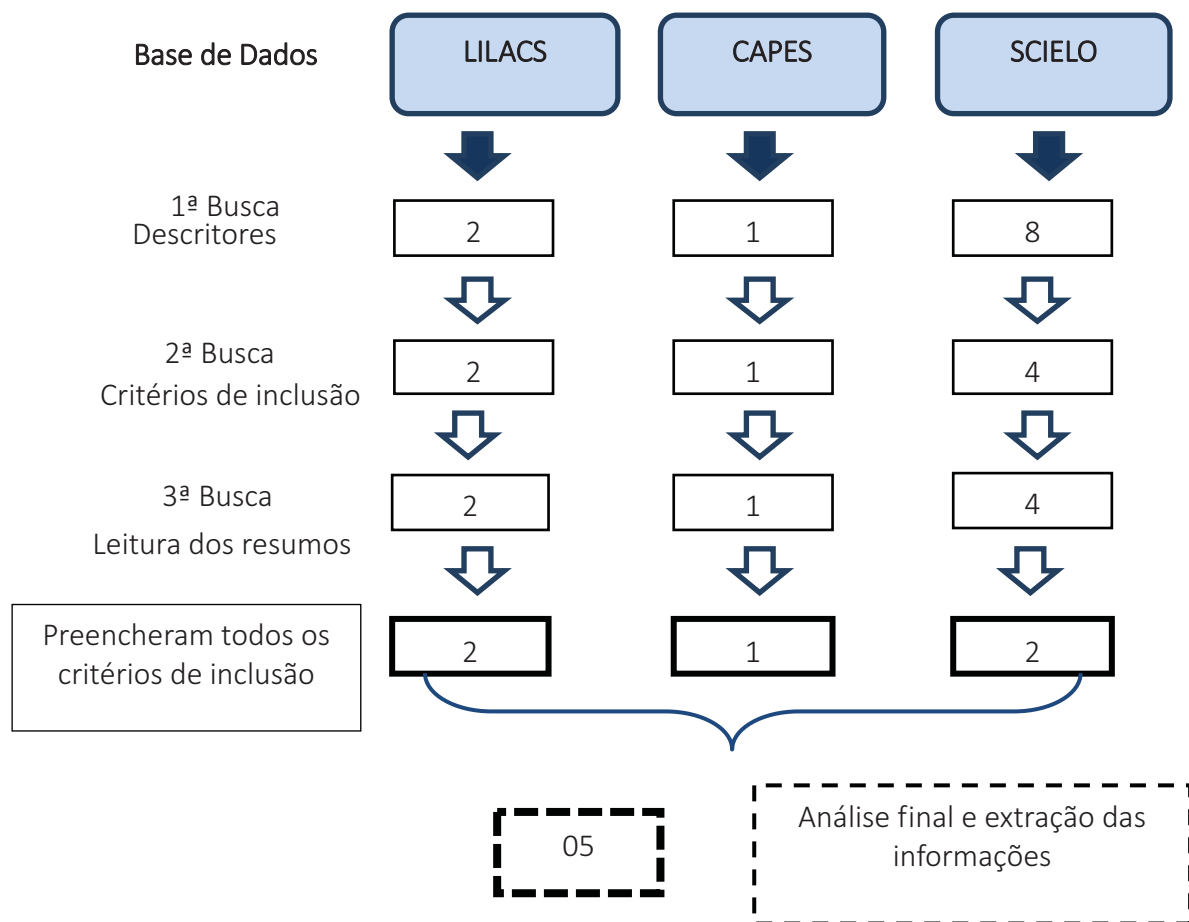 Base de Dados
LILACS
CAPES
SCIELO
1ª Busca
Descritores
2
1
8
2ª Busca
Critérios de inclusão
2
1
4
3ª Busca
Leitura dos resumos
2
1
4
Preencheram todos os
critérios de inclusão
2
1
2
05
Análise final e extração das
informações